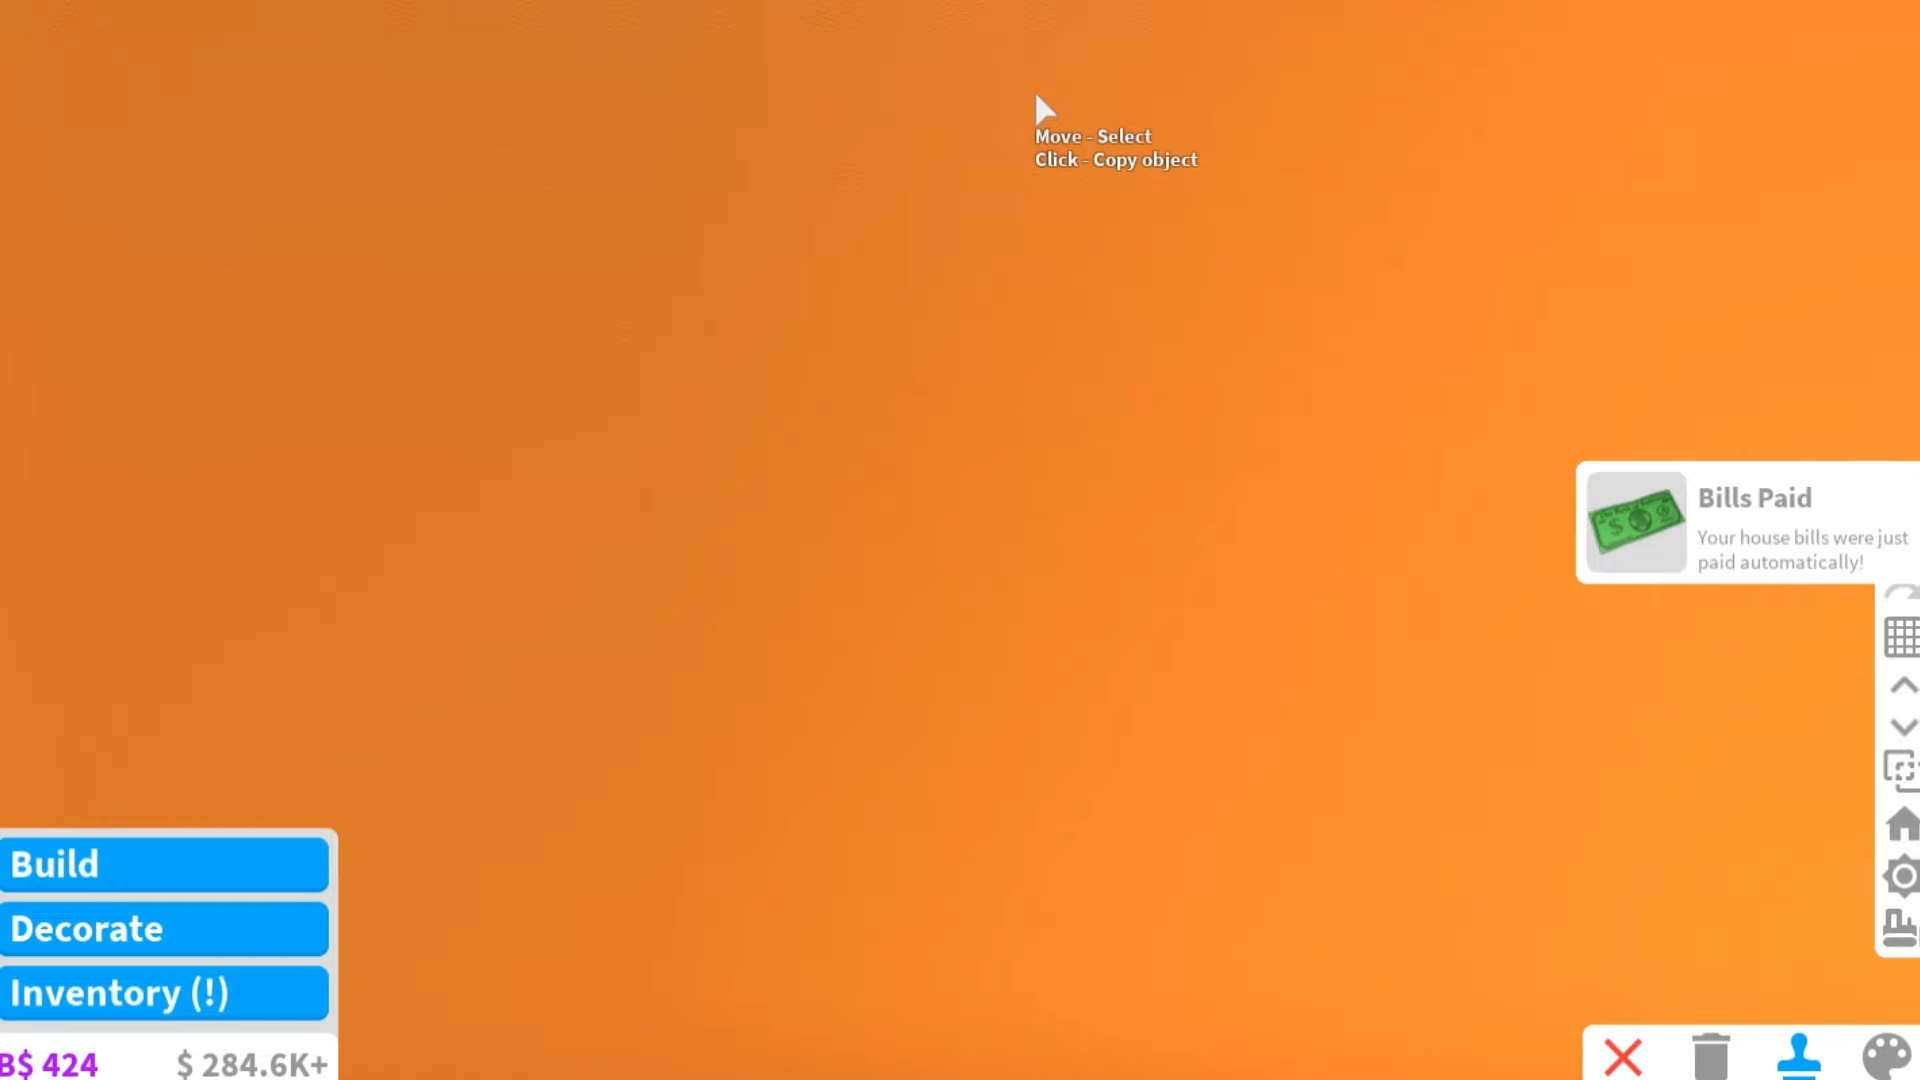 Move - Select
Click - Copy object
Bills Paid
Your house bills were just
paid automatically!
Build
Decorate
Inventory (!)
B$ 424
$ 284.6K+